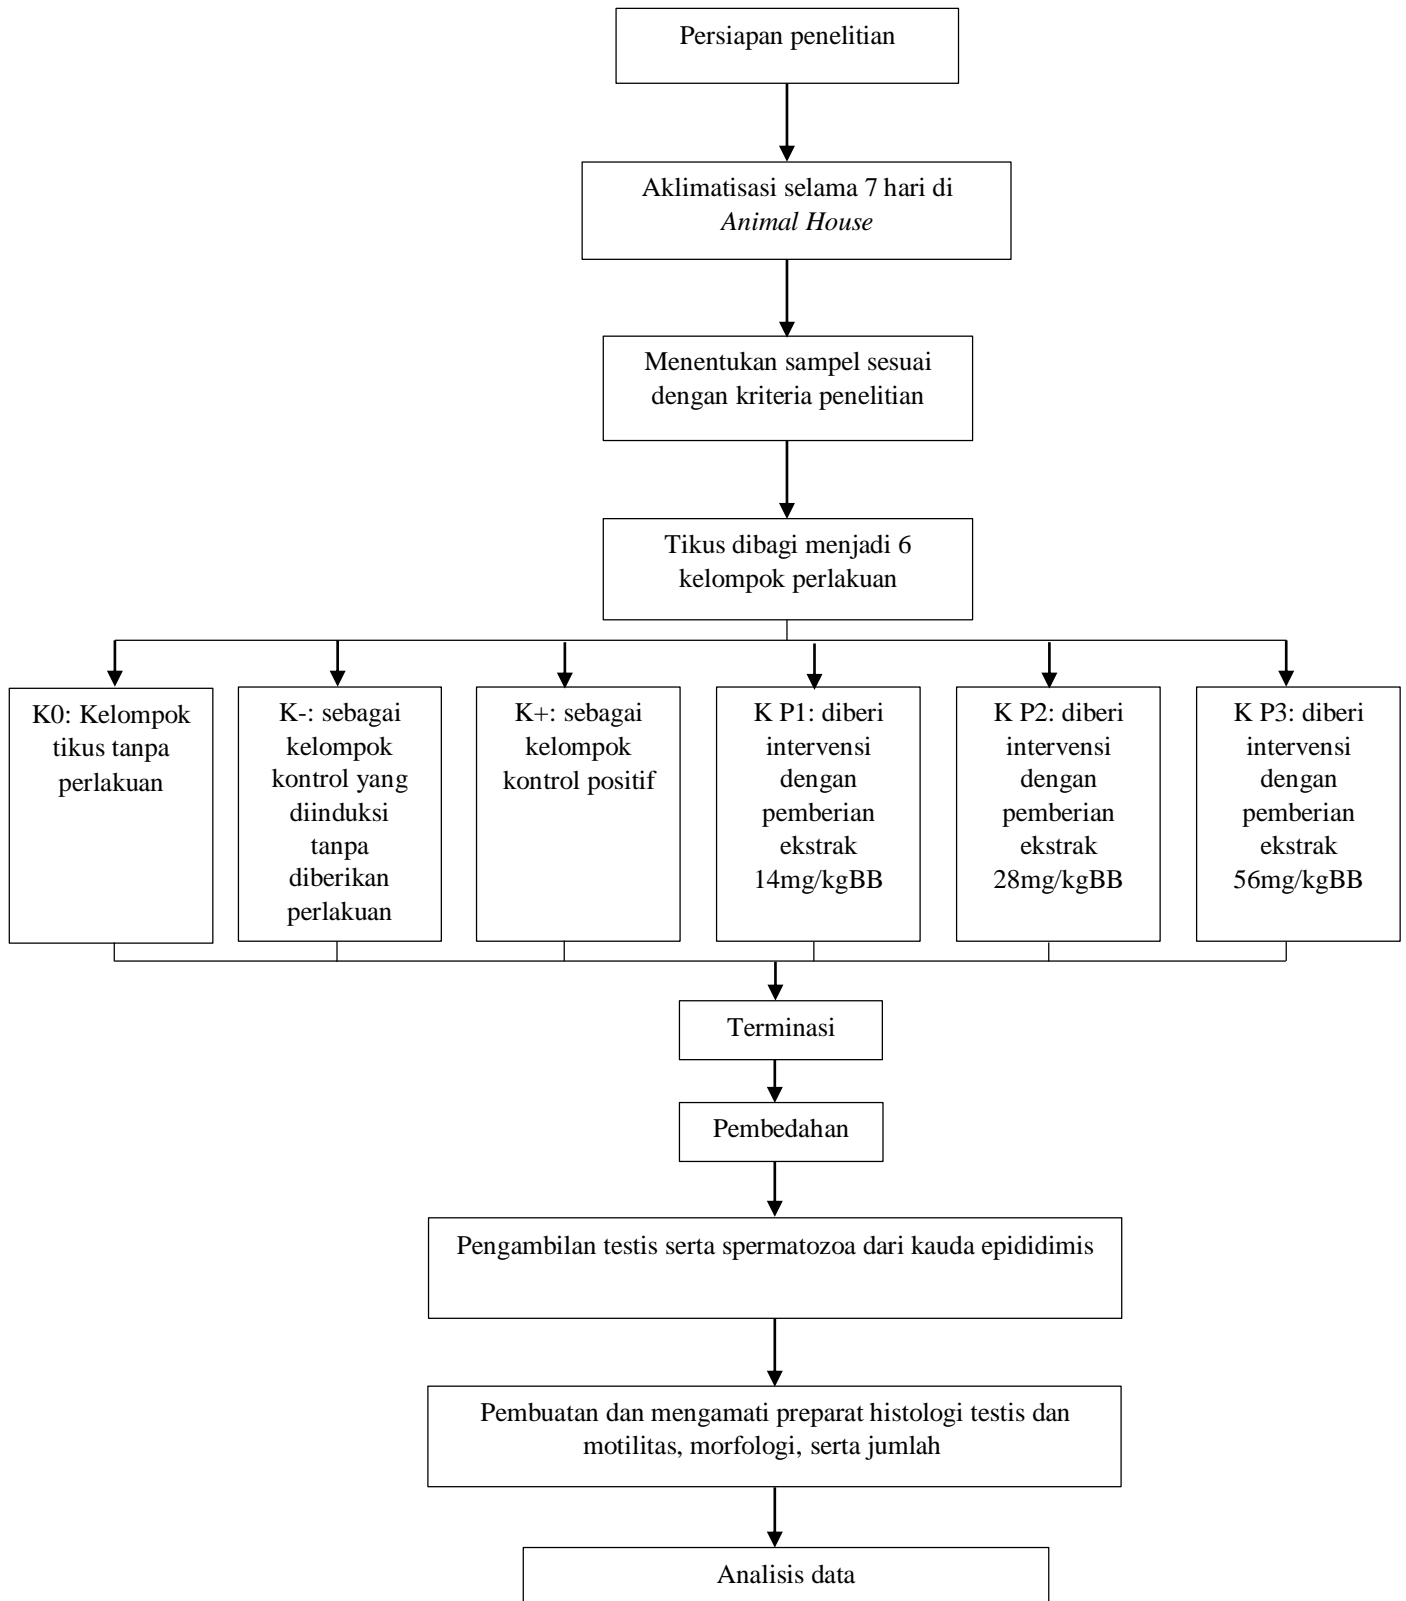 Persiapan penelitian
Aklimatisasi selama 7 hari di
Animal House
Menentukan sampel sesuai
dengan kriteria penelitian
Tikus dibagi menjadi 6
kelompok perlakuan
K0: Kelompok
tikus tanpa
perlakuan
K-: sebagai
kelompok
kontrol yang
diinduksi
tanpa
diberikan
perlakuan
K+: sebagai
kelompok
kontrol positif
K P1: diberi
intervensi
dengan
pemberian
ekstrak
14mg/kgBB
K P2: diberi
intervensi
dengan
pemberian
ekstrak
28mg/kgBB
K P3: diberi
intervensi
dengan
pemberian
ekstrak
56mg/kgBB
Terminasi
Pembedahan
Pengambilan testis serta spermatozoa dari kauda epididimis
Pembuatan dan mengamati preparat histologi testis dan
motilitas, morfologi, serta jumlah
Analisis data